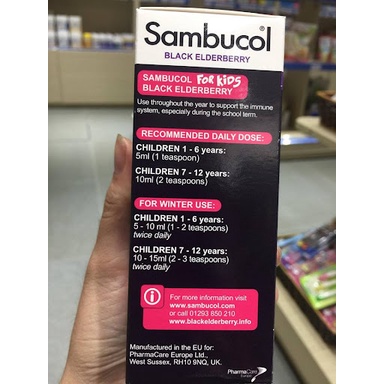 Sambucol®
BLACK ELDERBERRY
SAMBUCOL FOR KIDS
BLACK ELDERBERRY
Use throughout the year to support the immune
system, especially during the school term.
RECOMMENDED DAILY DOSE:
CHILDREN 1 - 6 years:
5ml (1 teaspoon)
CHILDREN 7 - 12 years:
10ml (2 teaspoons)
FOR WINTER USE:
CHILDREN 1 - 6 years:
5 - 10 ml (1 - 2 teaspoons)
twice daily
CHILDREN 7 - 12 years:
10 - 15ml (2 - 3 teaspoons)
twice daily
i
For more information visit
www.sambucol.com
or call 01293 850 210
www.blackelderberry.info
Manufactured in the EU for:
PharmaCare Europe Ltd.,
West Sussex, RH10 9NQ, UK.
PharmaCare
Europe